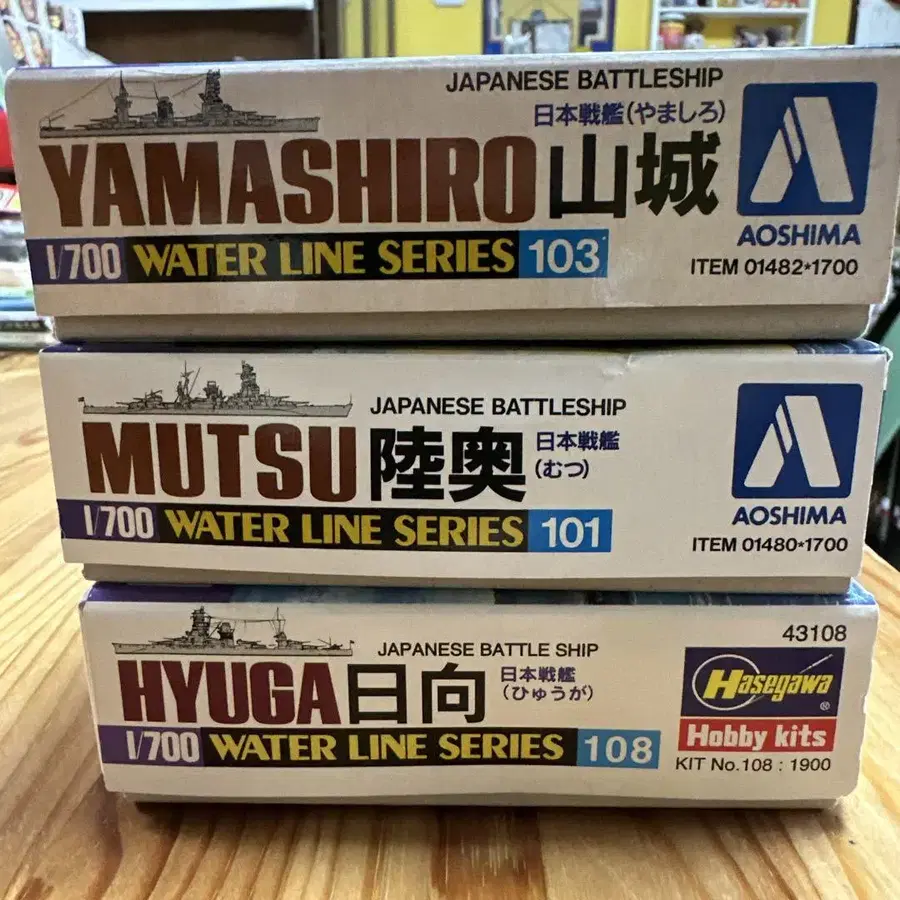 JAPANESE BATTLESHIP
日本戦艦(やましろ)
YAMASHIRO 山城
1/700 WATER LINE SERIES 103
AOSHIMA
ITEM 01482*1700
JAPANESE BATTLESHIP
MUTSU 陸奥
日本戦艦
(むつ)
1/700 WATER LINE SERIES 101
AOSHIMA
ITEM 01480*1700
JAPANESE BATTLE SHIP
HYUGA 日向
日本戦艦
(ひゅうが)
1/700 WATER LINE SERIES 108
43108
Hasegawa ®
Hobby kits
KIT No.108 : 1900